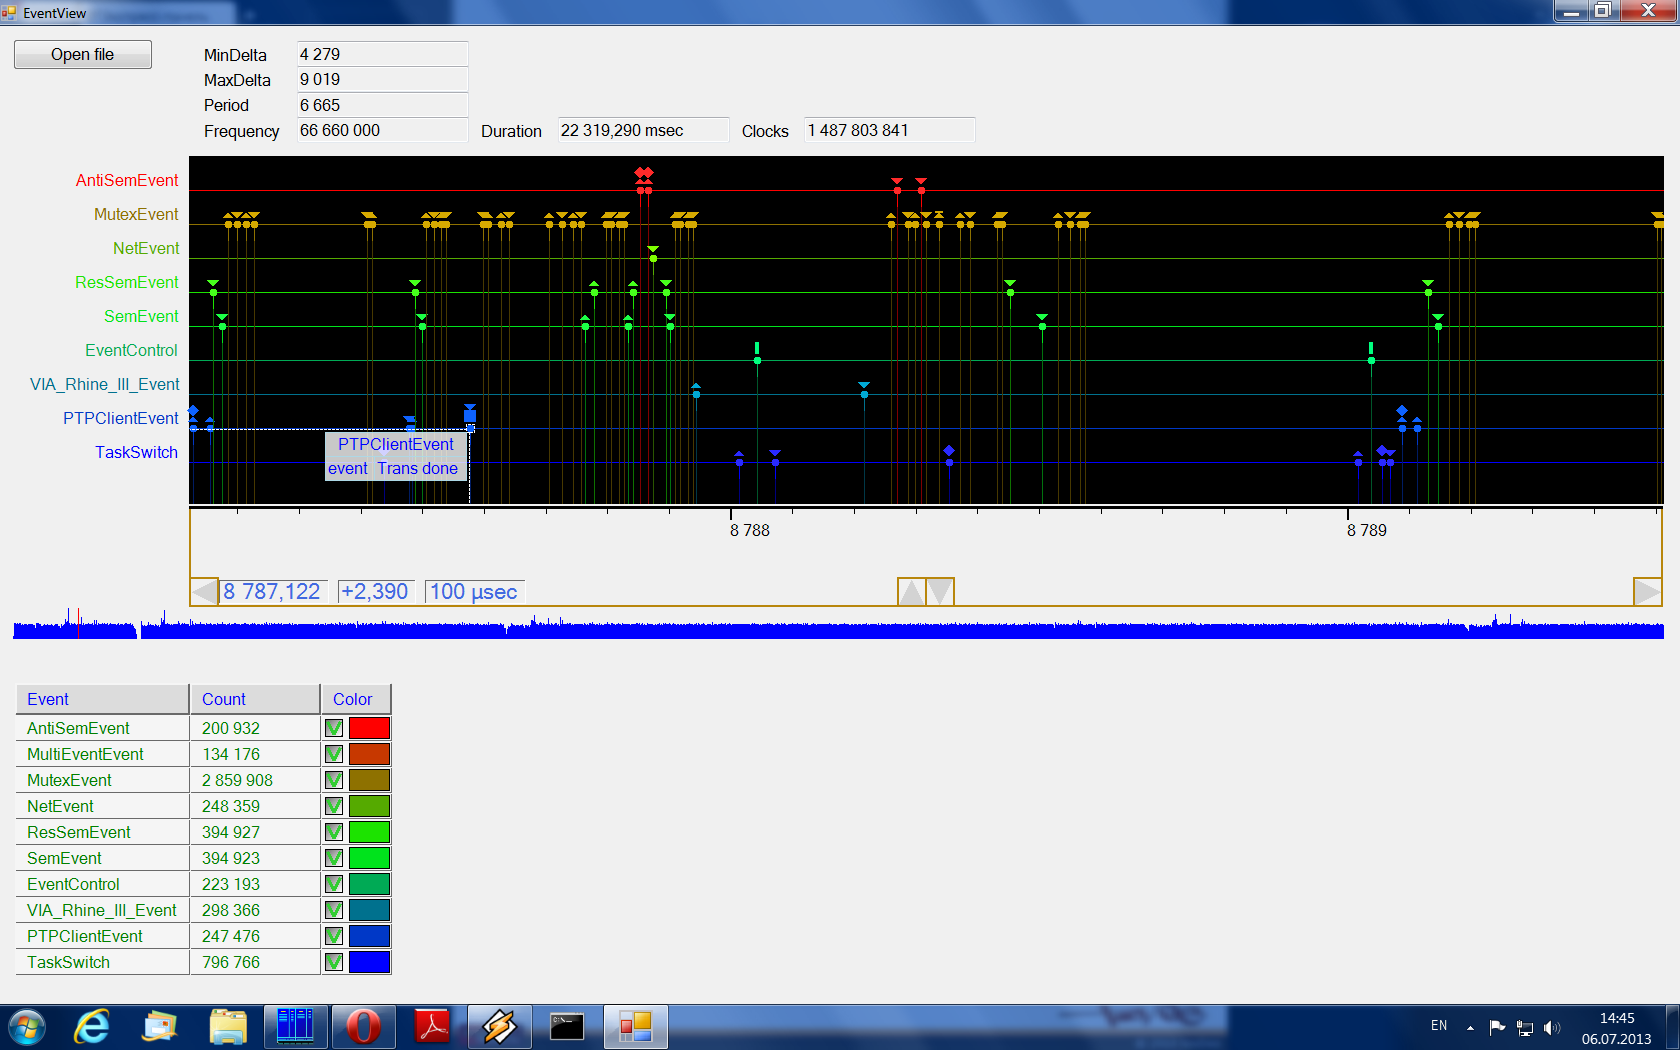 EventView
Open file
MinDelta 4 279
MaxDelta 9 019
Period 6 665
Frequency 66 660 000 Duration 22 319,290 msec Clocks 1 487 803 841
AntiSemEvent
MutexEvent
NetEvent
ResSemEvent
SemEvent
EventControl
VIA_Rhine_III_Event
PTPClientEvent
PTPClientEvent
TaskSwitch
event Trans done
8 788 8 789
8 787,122 +2,390 100 µsec
Event Count Color
AntiSemEvent 200 932
MultiEventEvent 134 176
MutexEvent 2 859 908
NetEvent 248 359
ResSemEvent 394 927
SemEvent 394 923
EventControl 223 193
VIA_Rhine_III_Event 298 366
PTPClientEvent 247 476
TaskSwitch 796 766
EN
14:45
06.07.2013